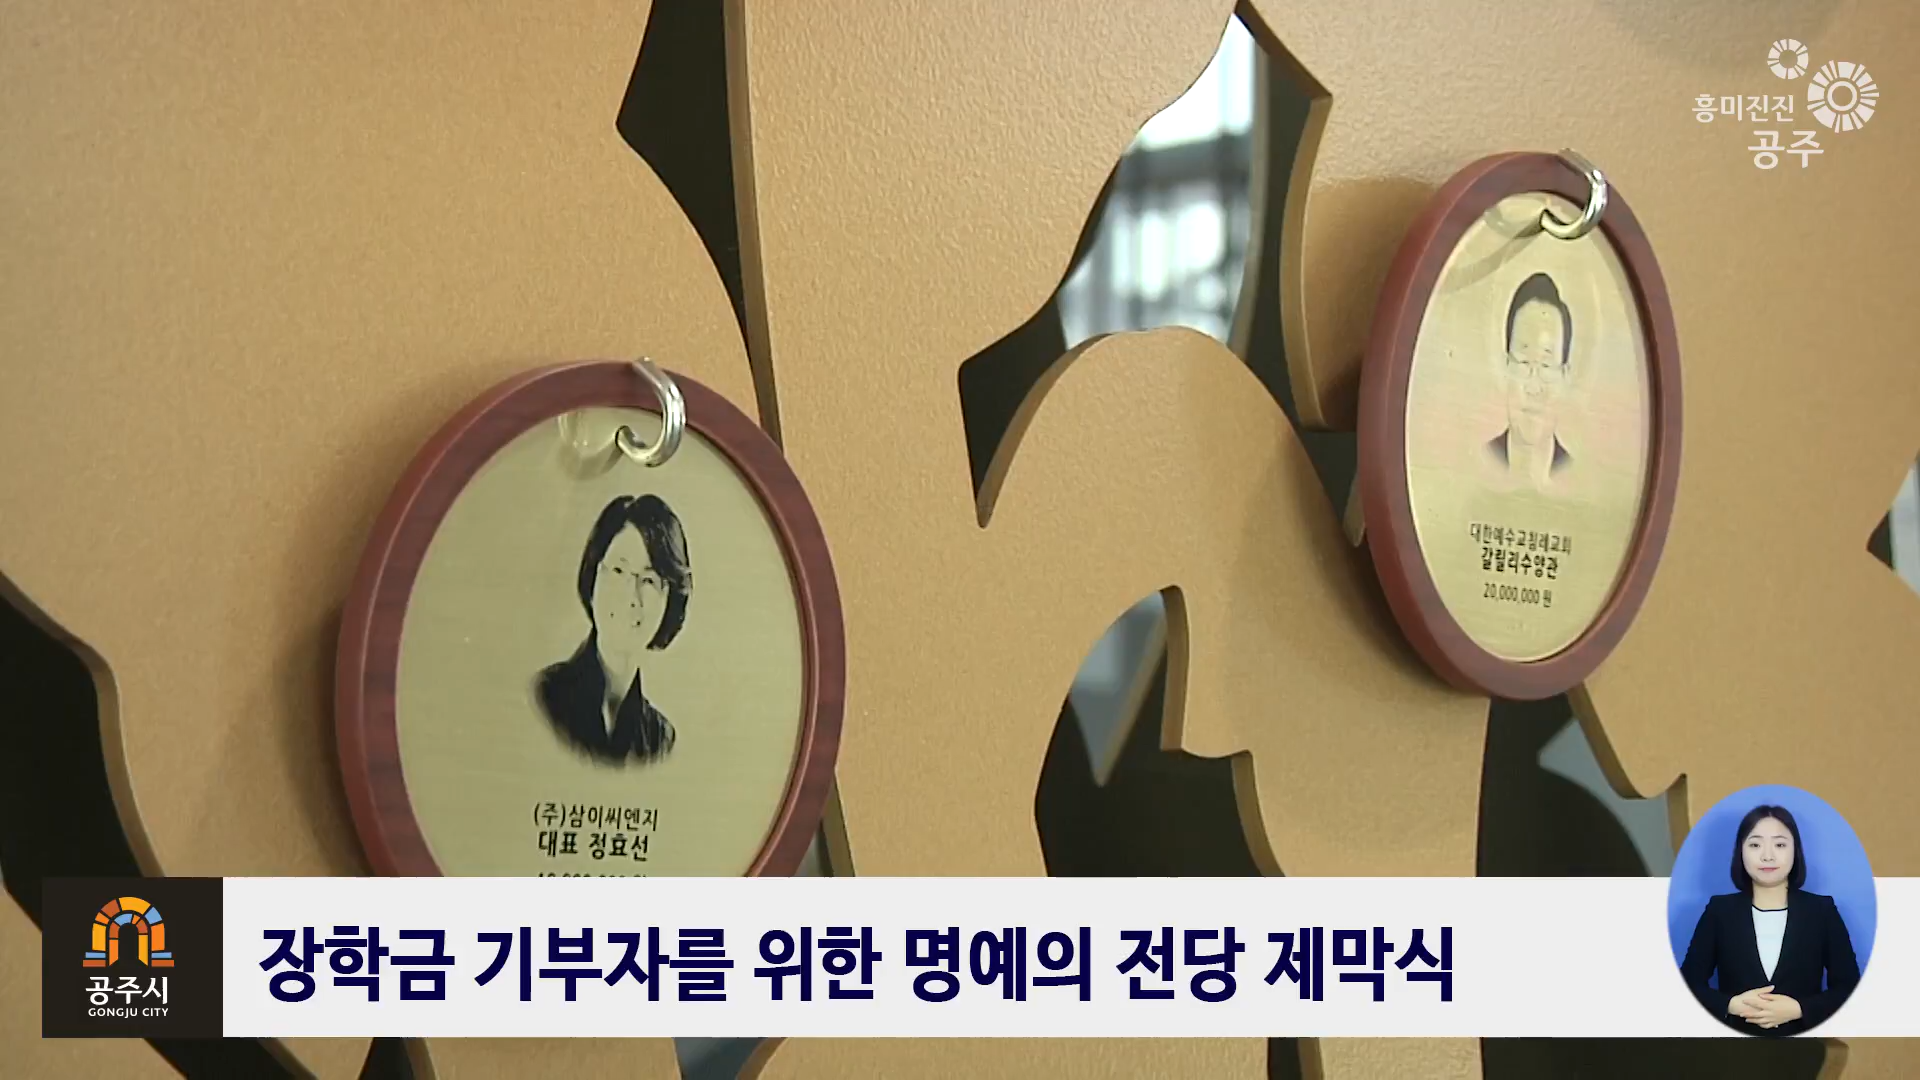 흥미진진
공주
대한예수교침례교회
갈릴리수양관
20,000,000 원
(주)삼이씨엔지
대표 정효선
장학금 기부자를 위한 명예의 전당 제막식
공주시
GONGJU CITY